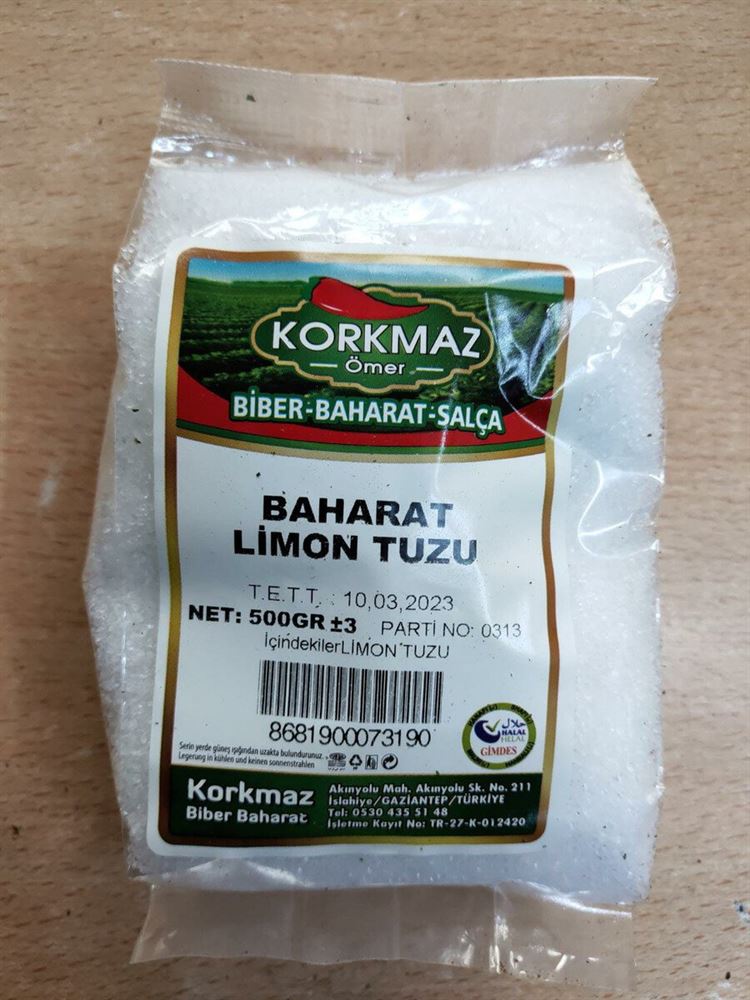 KORKMAZ
Ömer
BİBER-BAHARAT-SALÇA
BAHARAT
LİMON TUZU
T.E.T.T. : 10,03,2023
NET: 500GR ±3 PARTİ NO: 0313
İçindekilerLİMON TUZU
8681900073190
حلال
HALAL
HELAL
GİMDES
Serin yerde güneş ışığından uzakta bulundurunuz.
Legerung in kühlen und keinen sonnenstrahlen
Korkmaz
Biber Baharat
Akınyolu Mah. Akınyolu Sk. No. 211
İslahiye/GAZİANTEP/TÜRKİYE
Tel: 0530 435 51 48
İşletme Kayıt No: TR-27-K-012420